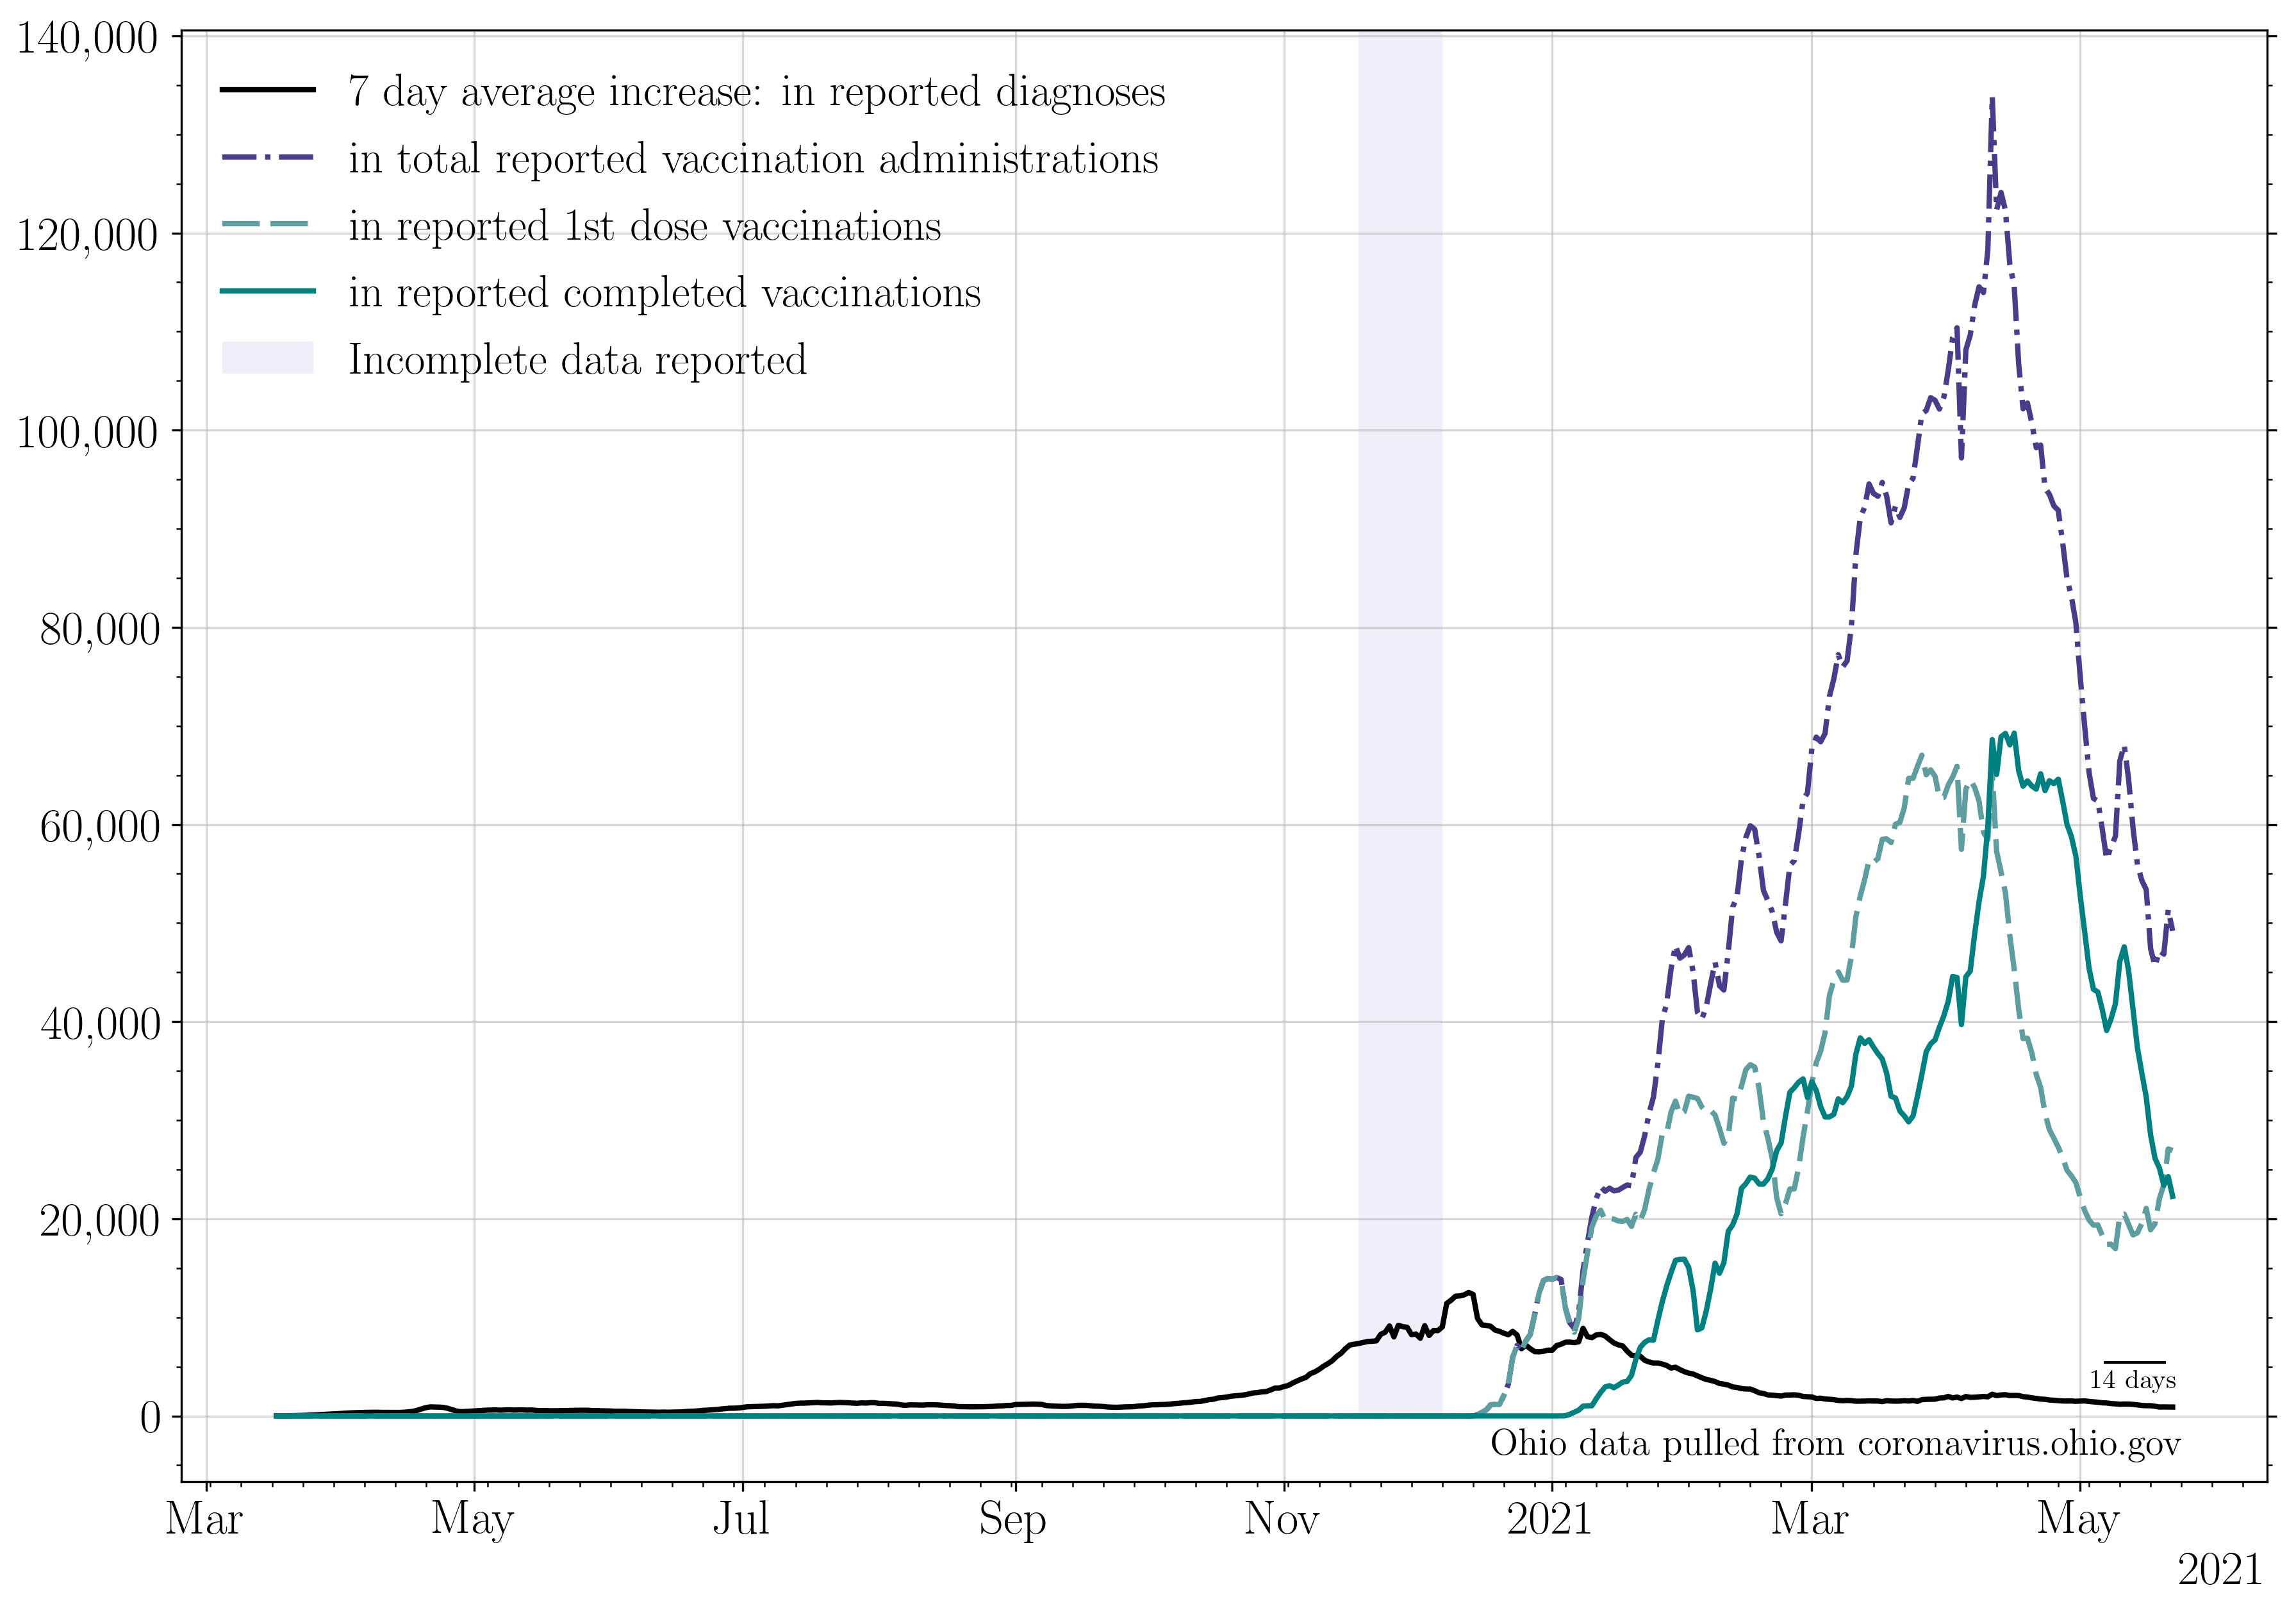 140,000
120,000
100,000
80,000
60,000
40,000
20,000
0
7 day average increase: in reported diagnoses
in total reported vaccination administrations
in reported 1st dose vaccinations
in reported completed vaccinations
Incomplete data reported
14 days
Ohio data pulled from coronavirus.ohio.gov
Mar May Jul Sep Nov 2021 Mar May
2021